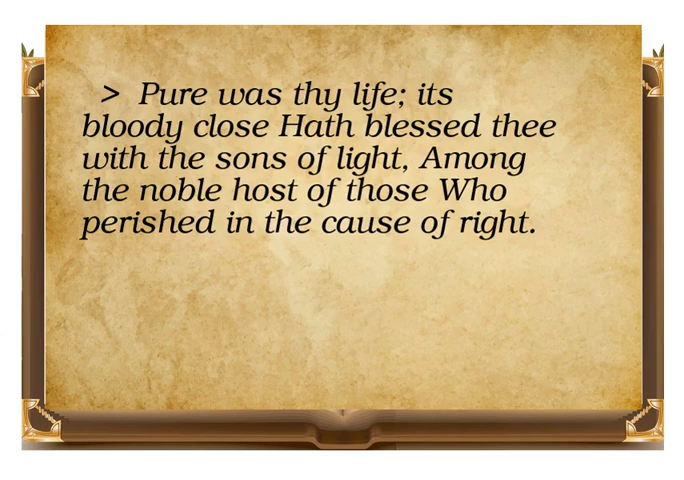 > Pure was thy life; its
bloody close Hath blessed thee
with the sons of light, Among
the noble host of those Who
perished in the cause of right.